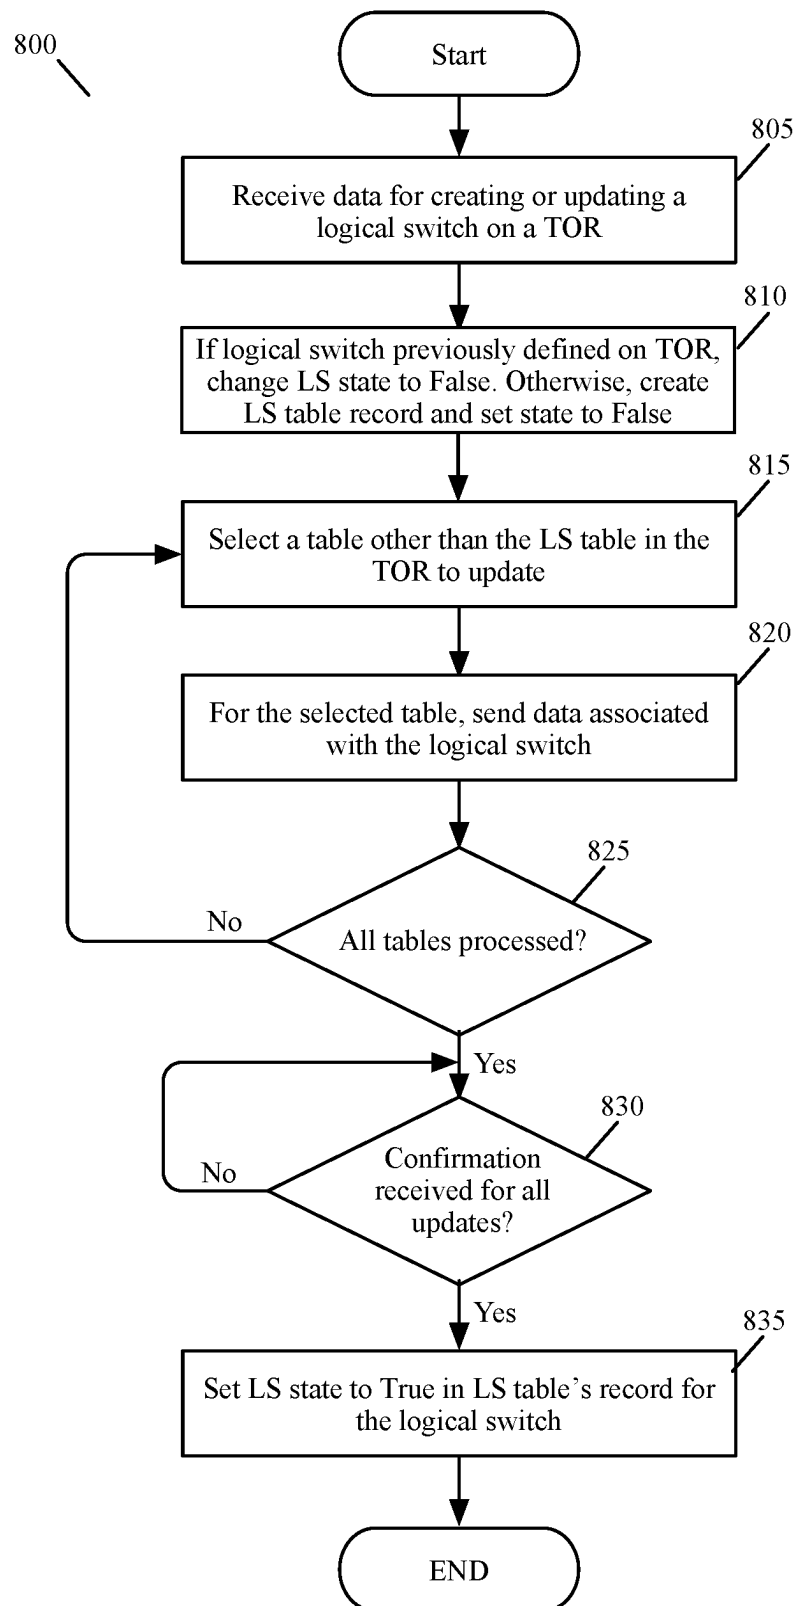 800
Start
805
Receive data for creating or updating a
logical switch on a TOR
810
If logical switch previously defined on TOR,
change LS state to False. Otherwise, create
LS table record and set state to False
815
Select a table other than the LS table in the
TOR to update
820
For the selected table, send data associated
with the logical switch
825
All tables processed?
No
Yes
830
Confirmation
received for all
updates?
No
Yes
835
Set LS state to True in LS table’s record for
the logical switch
END